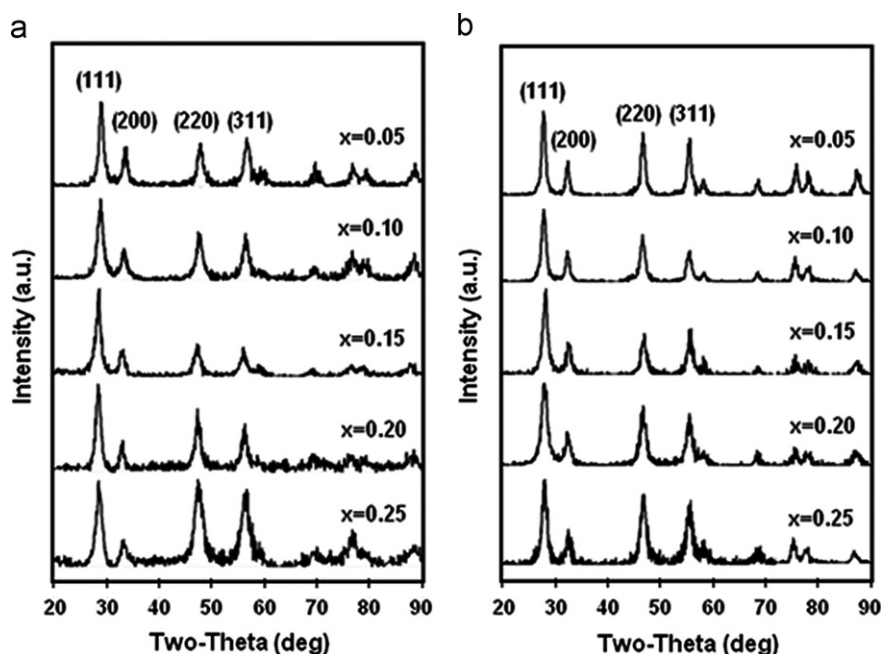 a
(111)
(200)
(220)
(311)
x=0.05
x=0.10
x=0.15
x=0.20
x=0.25
Intensity (a.u.)
20 30 40 50 60 70 80 90
Two-Theta (deg)
b
(111)
(200)
(220)
(311)
x=0.05
x=0.10
x=0.15
x=0.20
x=0.25
Intensity (a.u.)
20 30 40 50 60 70 80 90
Two-Theta (deg)